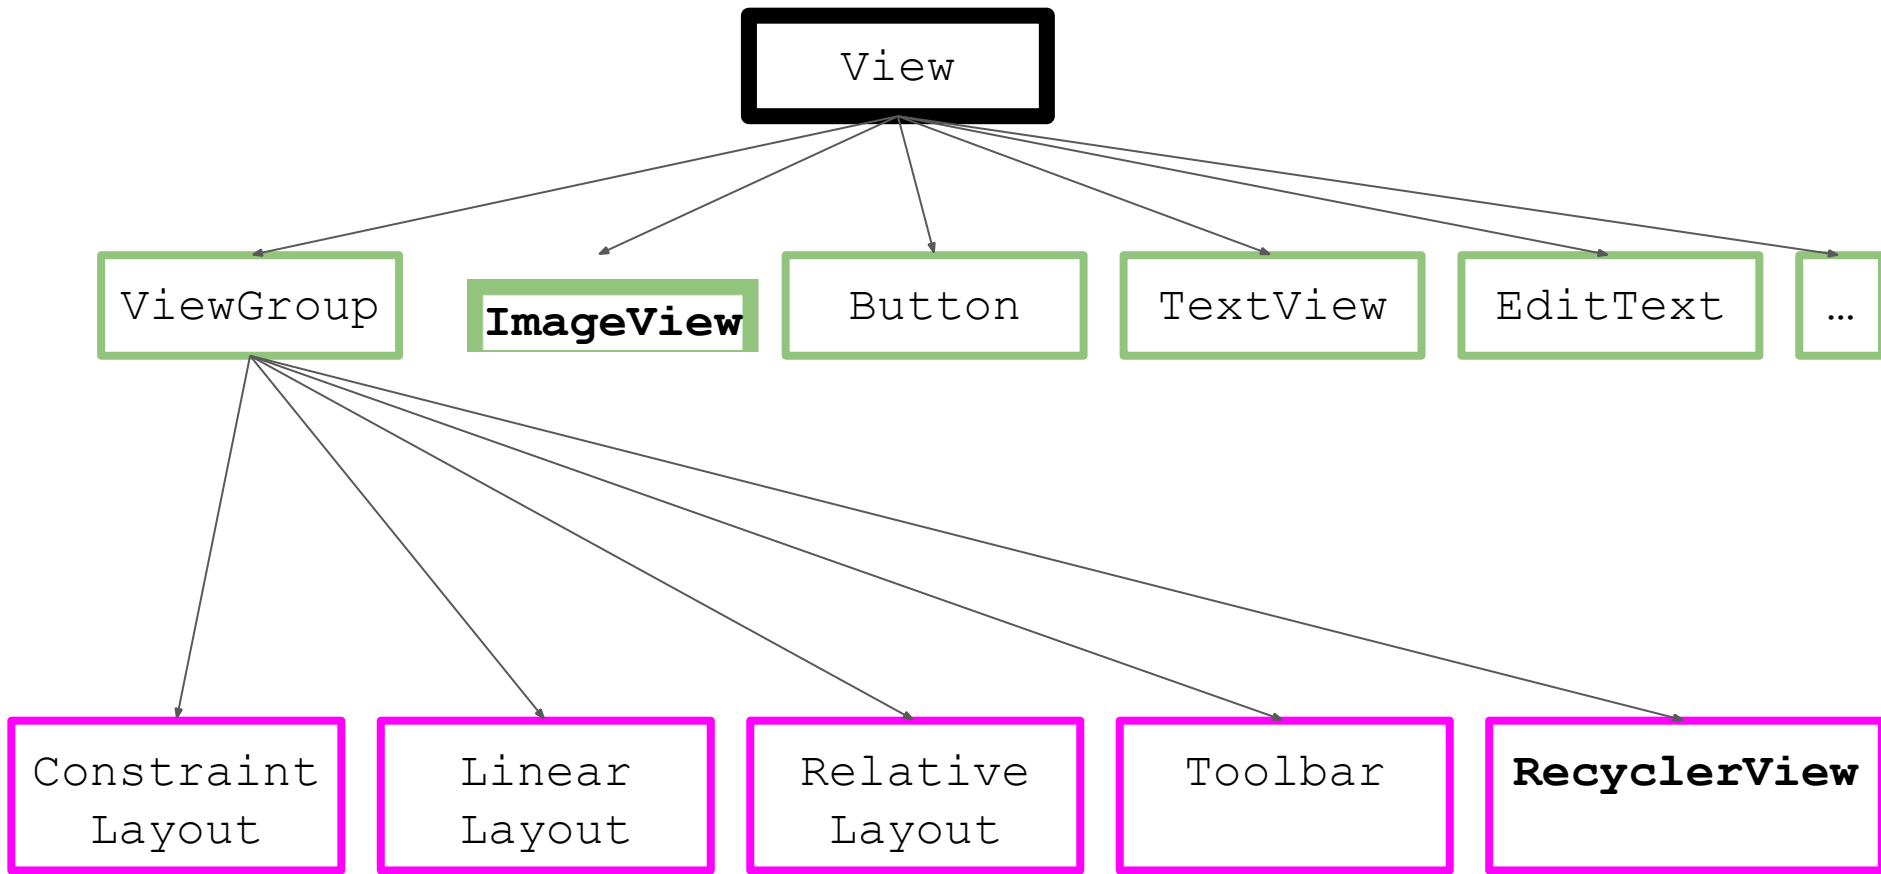 View
ViewGroup
ImageView
Button
TextView
EditText
…
Constraint
Layout
Linear
Layout
Relative
Layout
Toolbar
RecyclerView